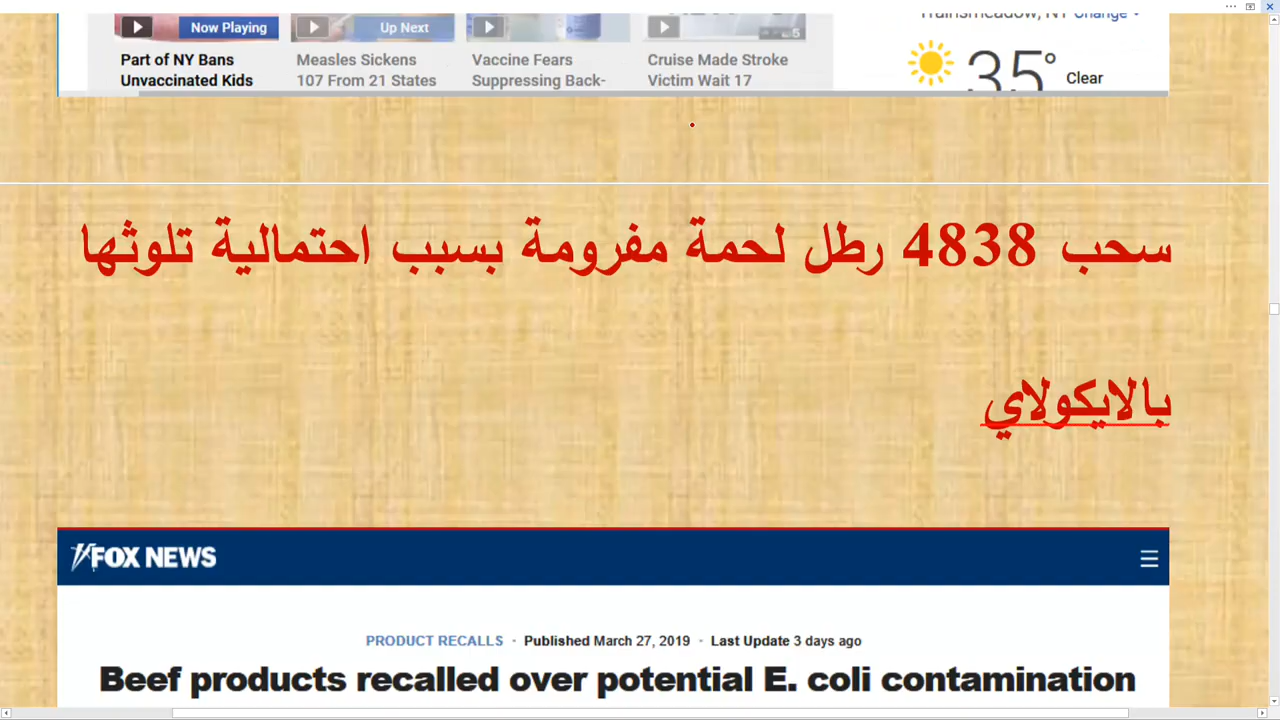 Trainsmeadow, NY Change
Now Playing
Up Next
Part of NY Bans
Unvaccinated Kids
Measles Sickens
107 From 21 States
Vaccine Fears
Suppressing Back-
Cruise Made Stroke
Victim Wait 17
35° Clear
سحب 4838 رطل لحمة مفرومة بسبب احتمالية تلوثها
بالايكولاي
FOX NEWS
PRODUCT RECALLS · Published March 27, 2019 · Last Update 3 days ago
Beef products recalled over potential E. coli contamination